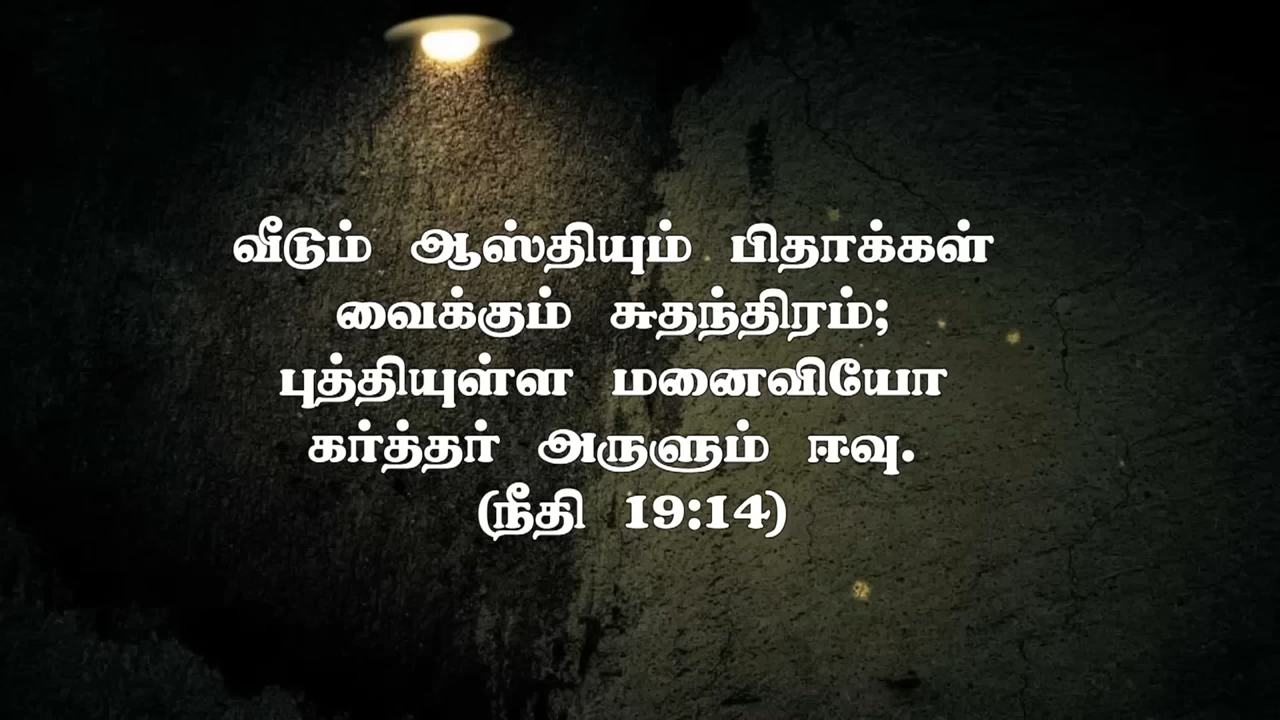 வீடும் ஆஸ்தியும் பிதாக்கள்
வைக்கும் சுதந்திரம்;
புத்தியுள்ள மனைவியோ
கர்த்தர் அருளும் ஈவு.
(நீதி 19:14)